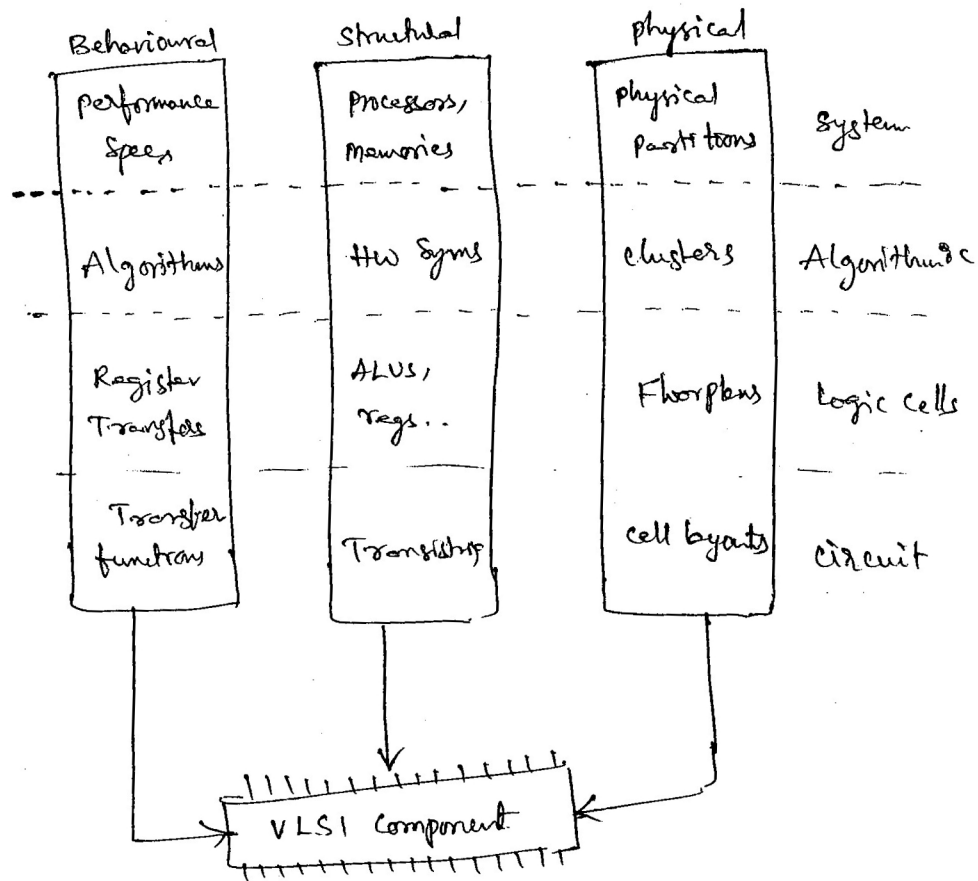 Behavioural
Structural
physical
performance
Specs
processors,
Memories
physical
partitions
System
Algorithms
HW Syms
clusters
Algorithmic
Register
Transfers
ALUs,
regs..
Floorplans
Logic Cells
Transfer
functions
Transistrs
cell layouts
circuit
VLSI Component